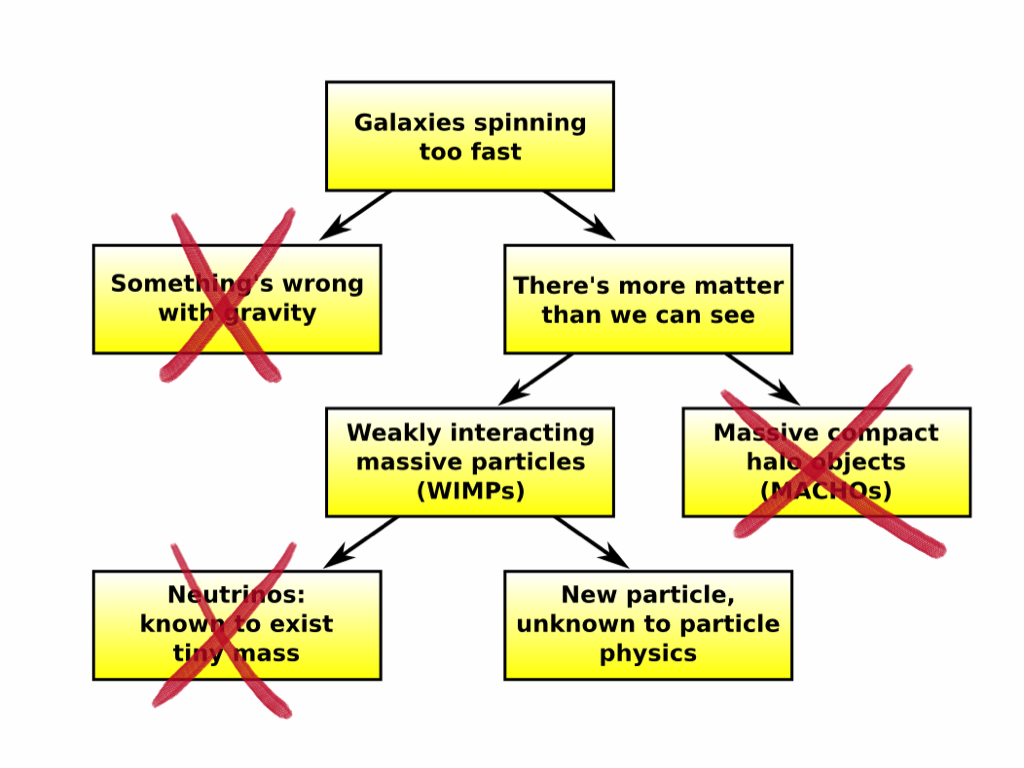 Galaxies spinning
too fast
Something's wrong
with gravity
There's more matter
than we can see
Weakly interacting
massive particles
(WIMPs)
Massive compact
halo objects
(MACHOs)
Neutrinos:
known to exist
tiny mass
New particle,
unknown to particle
physics